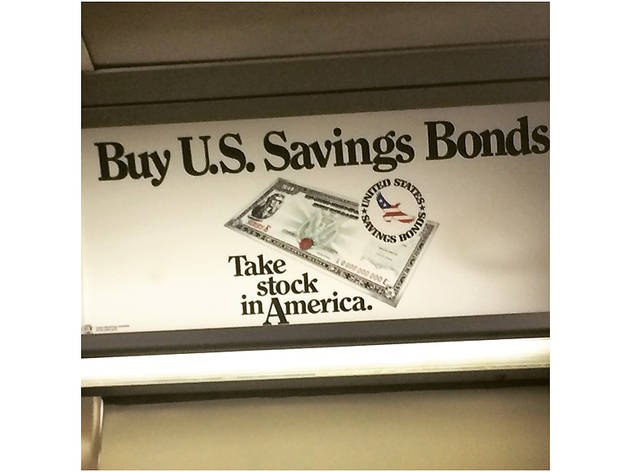 Buy U.S. Savings Bonds
UNITED STATES
SAVINGS BONDS
Take
stock
in America.